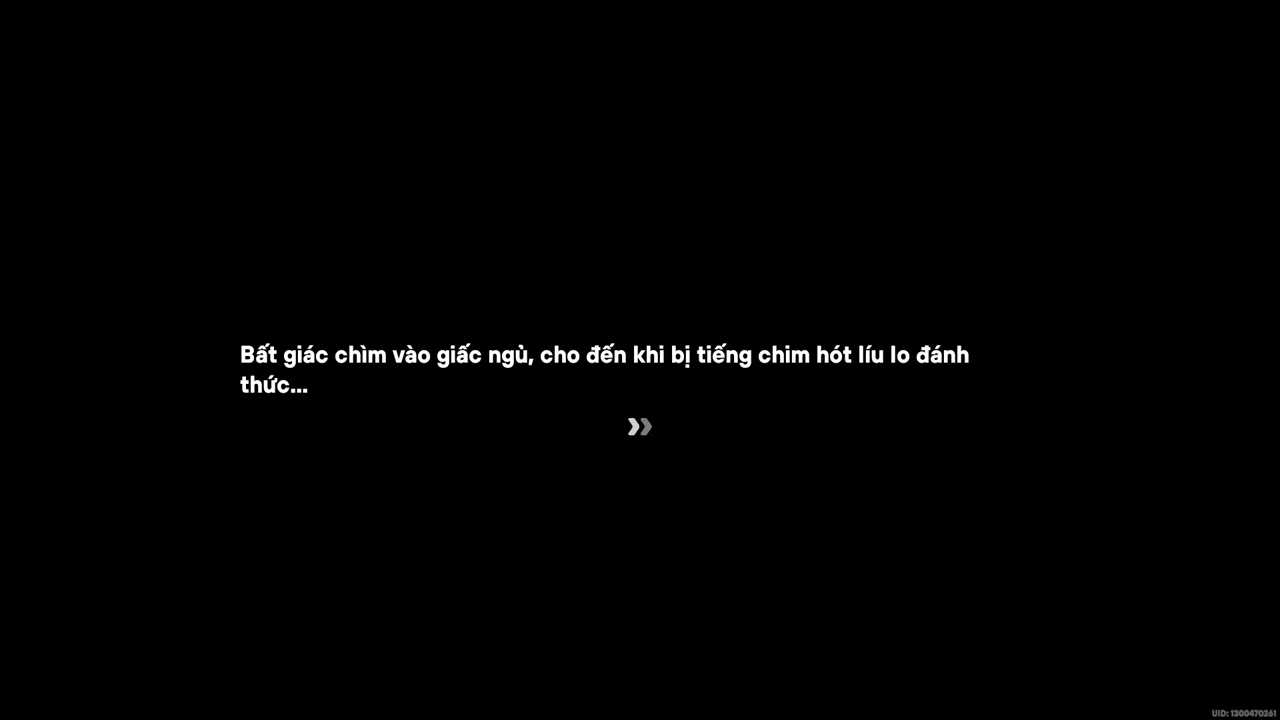 Bất giác chìm vào giấc ngủ, cho đến khi bị tiếng chim hót líu lo đánh
thức...
UID: 1300470261